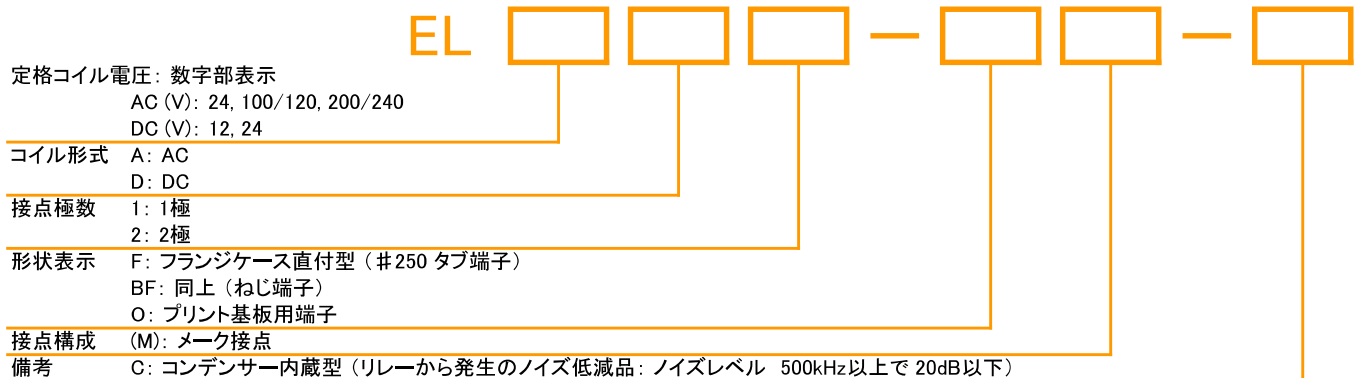 EL □□□ー□□ー□
定格コイル電圧: 数字部表示
AC (V): 24, 100/120, 200/240
DC (V): 12, 24
コイル形式 A: AC
D: DC
接点極数 1: 1極
2: 2極
形状表示 F: フランジケース直付型 (♯250 タブ端子)
BF: 同上 (ねじ端子)
O: プリント基板用端子
接点構成 (M): メーク接点
備考 C: コンデンサー内蔵型 (リレーから発生のノイズ低減品: ノイズレベル 500kHz以上で 20dB以下)